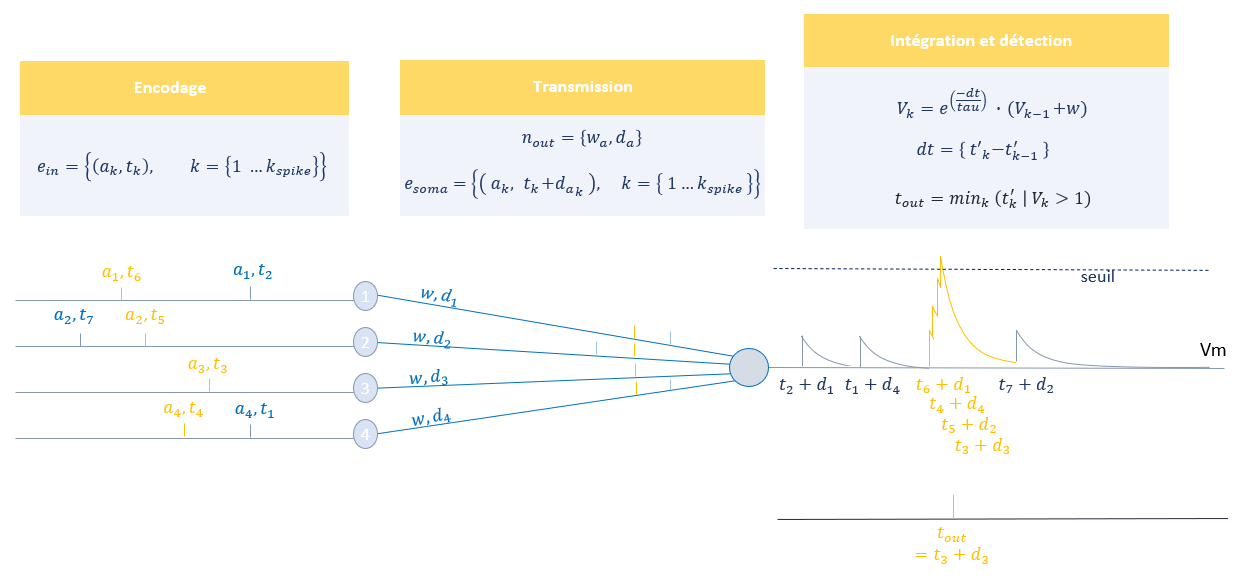 Encodage
e_in = {(a_k, t_k), k = {1 …k_spike}}
Transmission
n_out = {w_a, d_a}
e_soma = {( a_k, t_k+d_a_k ), k = { 1 … k_spike }}
Intégration et détection
V_k = e^(−dt/tau) · (V_k−1+w)
dt = { t′_k−t′_k−1 }
t_out = min_k (t′_k | V_k > 1)
a_1, t_6
a_1, t_2
a_2, t_7
a_2, t_5
a_3, t_3
a_4, t_4
a_4, t_1
1
2
3
4
w, d_1
w, d_2
w, d_3
w, d_4
seuil
Vm
t_2 + d_1
t_1 + d_4
t_6 + d_1
t_7 + d_2
t_4 + d_4
t_5 + d_2
t_3 + d_3
t_out
= t_3 + d_3